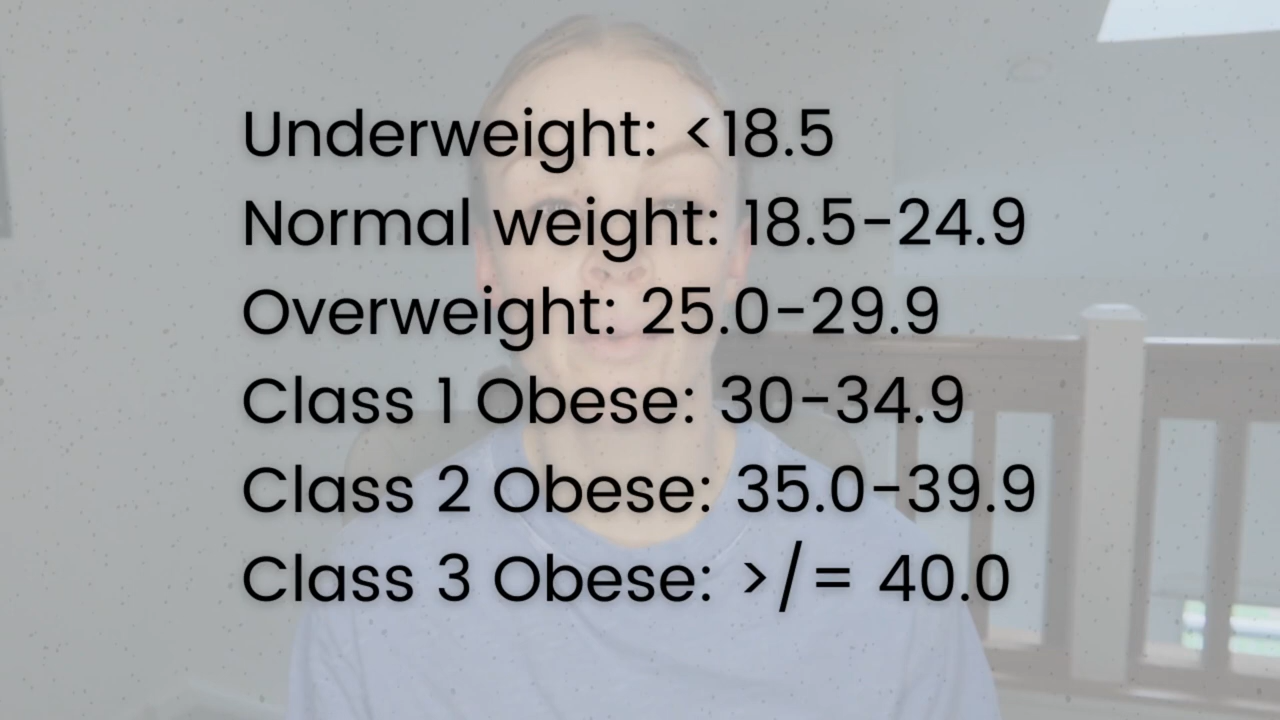 Underweight: <18.5
Normal weight: 18.5-24.9
Overweight: 25.0-29.9
Class 1 Obese: 30-34.9
Class 2 Obese: 35.0-39.9
Class 3 Obese: >/= 40.0